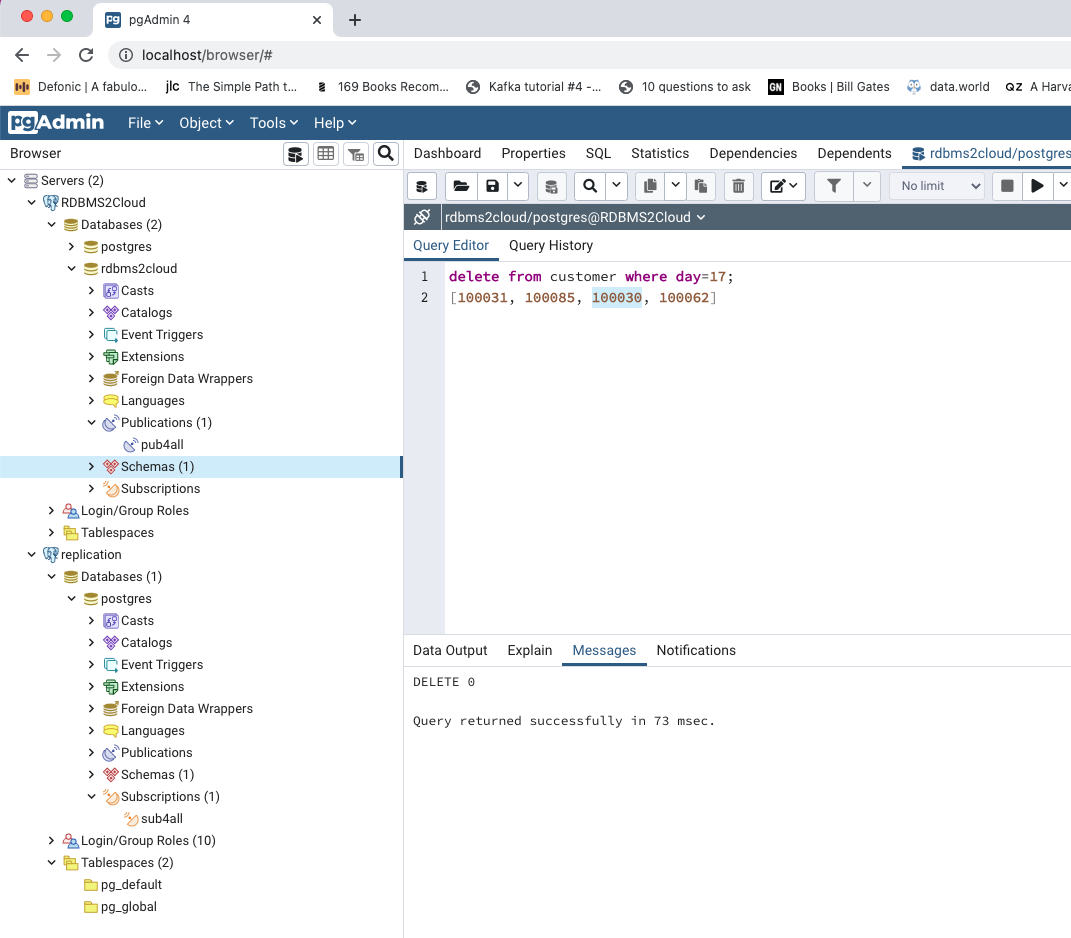 pgAdmin 4
localhost/browser/#
Defonic | A fabulo... jlc The Simple Path t... 169 Books Recom... Kafka tutorial #4 -... 10 questions to ask GN Books | Bill Gates data.world QZ A Harva
pgAdmin File Object Tools Help
Browser
Dashboard Properties SQL Statistics Dependencies Dependents rdbms2cloud/postgres
No limit
rdbms2cloud/postgres@RDBMS2Cloud
Query Editor Query History
1 delete from customer where day=17;
2 [100031, 100085, 100030, 100062]
Servers (2)
RDBMS2Cloud
Databases (2)
postgres
rdbms2cloud
Casts
Catalogs
Event Triggers
Extensions
Foreign Data Wrappers
Languages
Publications (1)
pub4all
Schemas (1)
Subscriptions
Login/Group Roles
Tablespaces
replication
Databases (1)
postgres
Casts
Catalogs
Event Triggers
Extensions
Foreign Data Wrappers
Languages
Publications
Schemas (1)
Subscriptions (1)
sub4all
Login/Group Roles (10)
Tablespaces (2)
pg_default
pg_global
Data Output Explain Messages Notifications
DELETE 0
Query returned successfully in 73 msec.